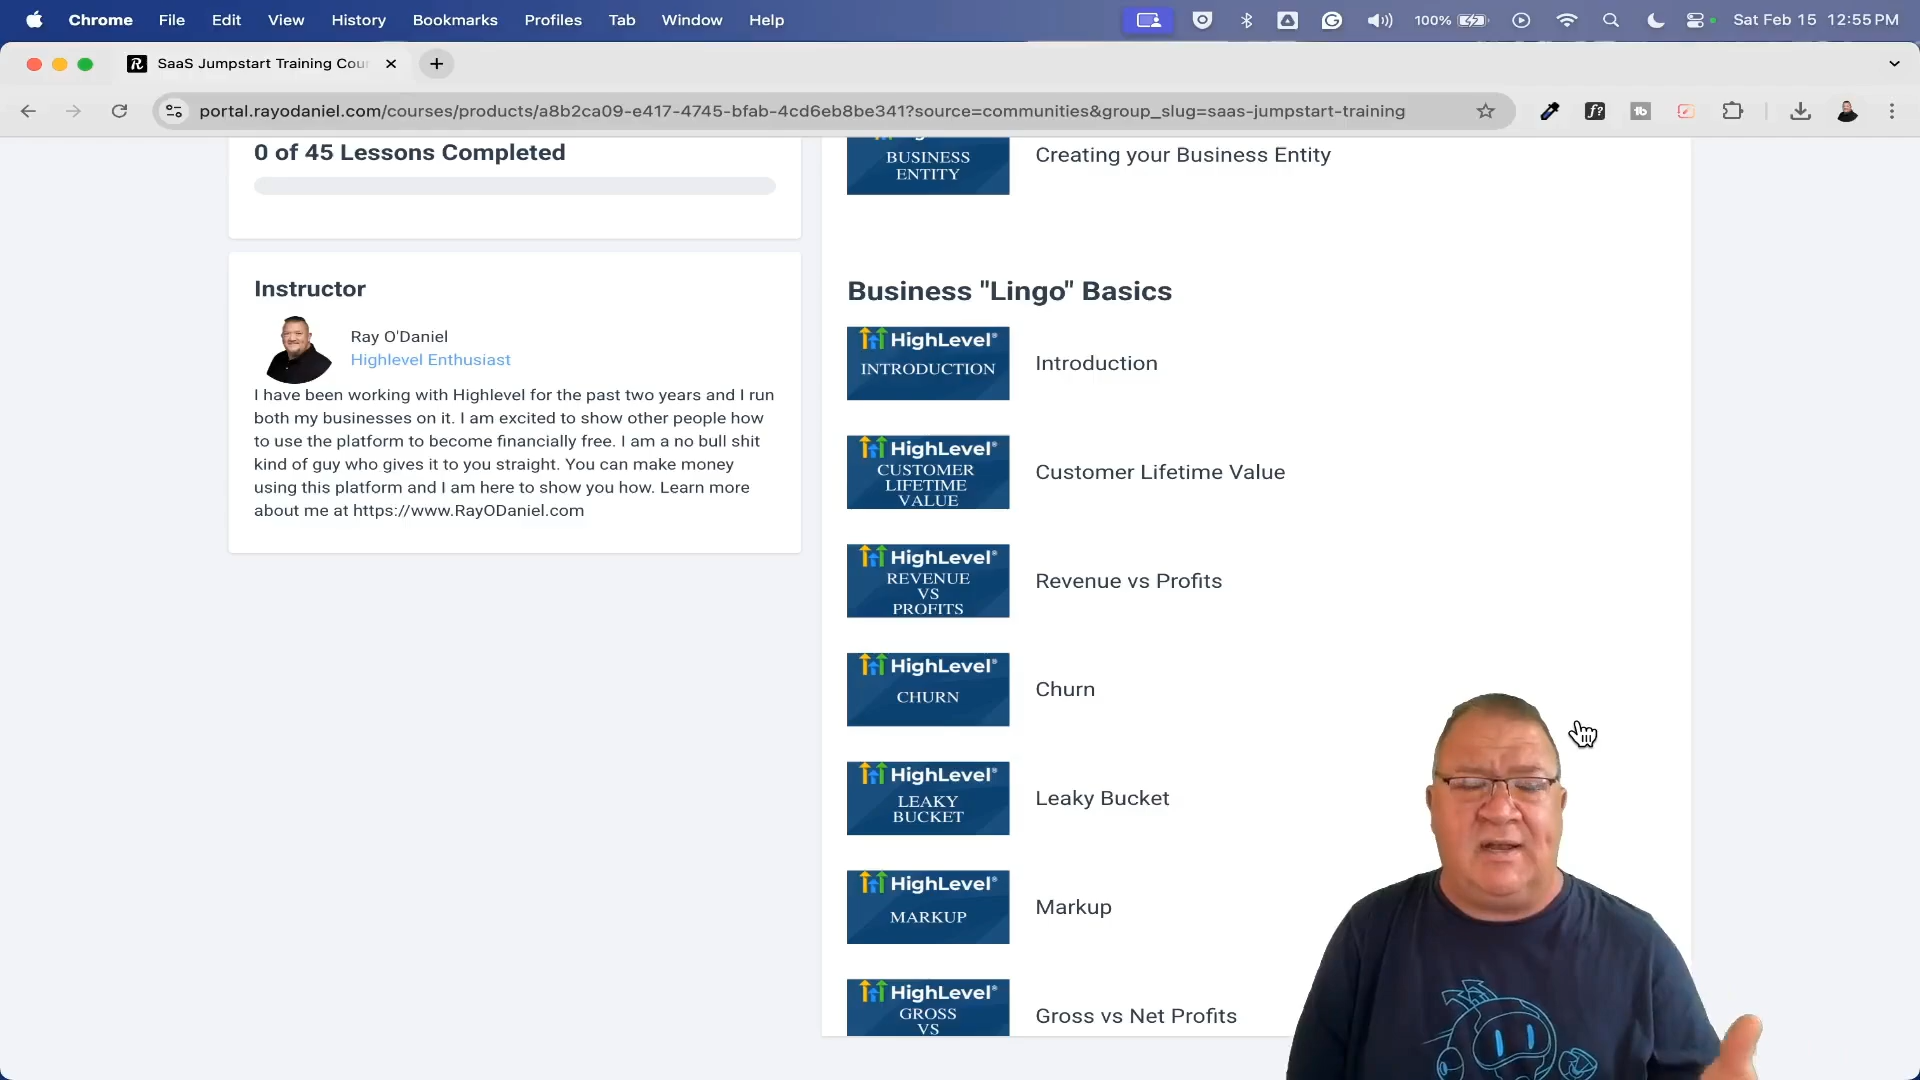 Chrome File Edit View History Bookmarks Profiles Tab Window Help 100% Sat Feb 15 12:55 PM
SaaS Jumpstart Training Cou
portal.rayodaniel.com/courses/products/a8b2ca09-e417-4745-bfab-4cd6eb8be341?source=communities&group_slug=saas-jumpstart-training
0 of 45 Lessons Completed
Instructor
Ray O'Daniel
Highlevel Enthusiast
I have been working with Highlevel for the past two years and I run
both my businesses on it. I am excited to show other people how
to use the platform to become financially free. I am a no bull shit
kind of guy who gives it to you straight. You can make money
using this platform and I am here to show you how. Learn more
about me at https://www.RayODaniel.com
BUSINESS
ENTITY
Creating your Business Entity
Business "Lingo" Basics
HighLevel®
INTRODUCTION
Introduction
HighLevel®
CUSTOMER
LIFETIME
VALUE
Customer Lifetime Value
HighLevel®
REVENUE
VS
PROFITS
Revenue vs Profits
HighLevel®
CHURN
Churn
HighLevel®
LEAKY
BUCKET
Leaky Bucket
HighLevel®
MARKUP
Markup
HighLevel®
GROSS
VS
Gross vs Net Profits